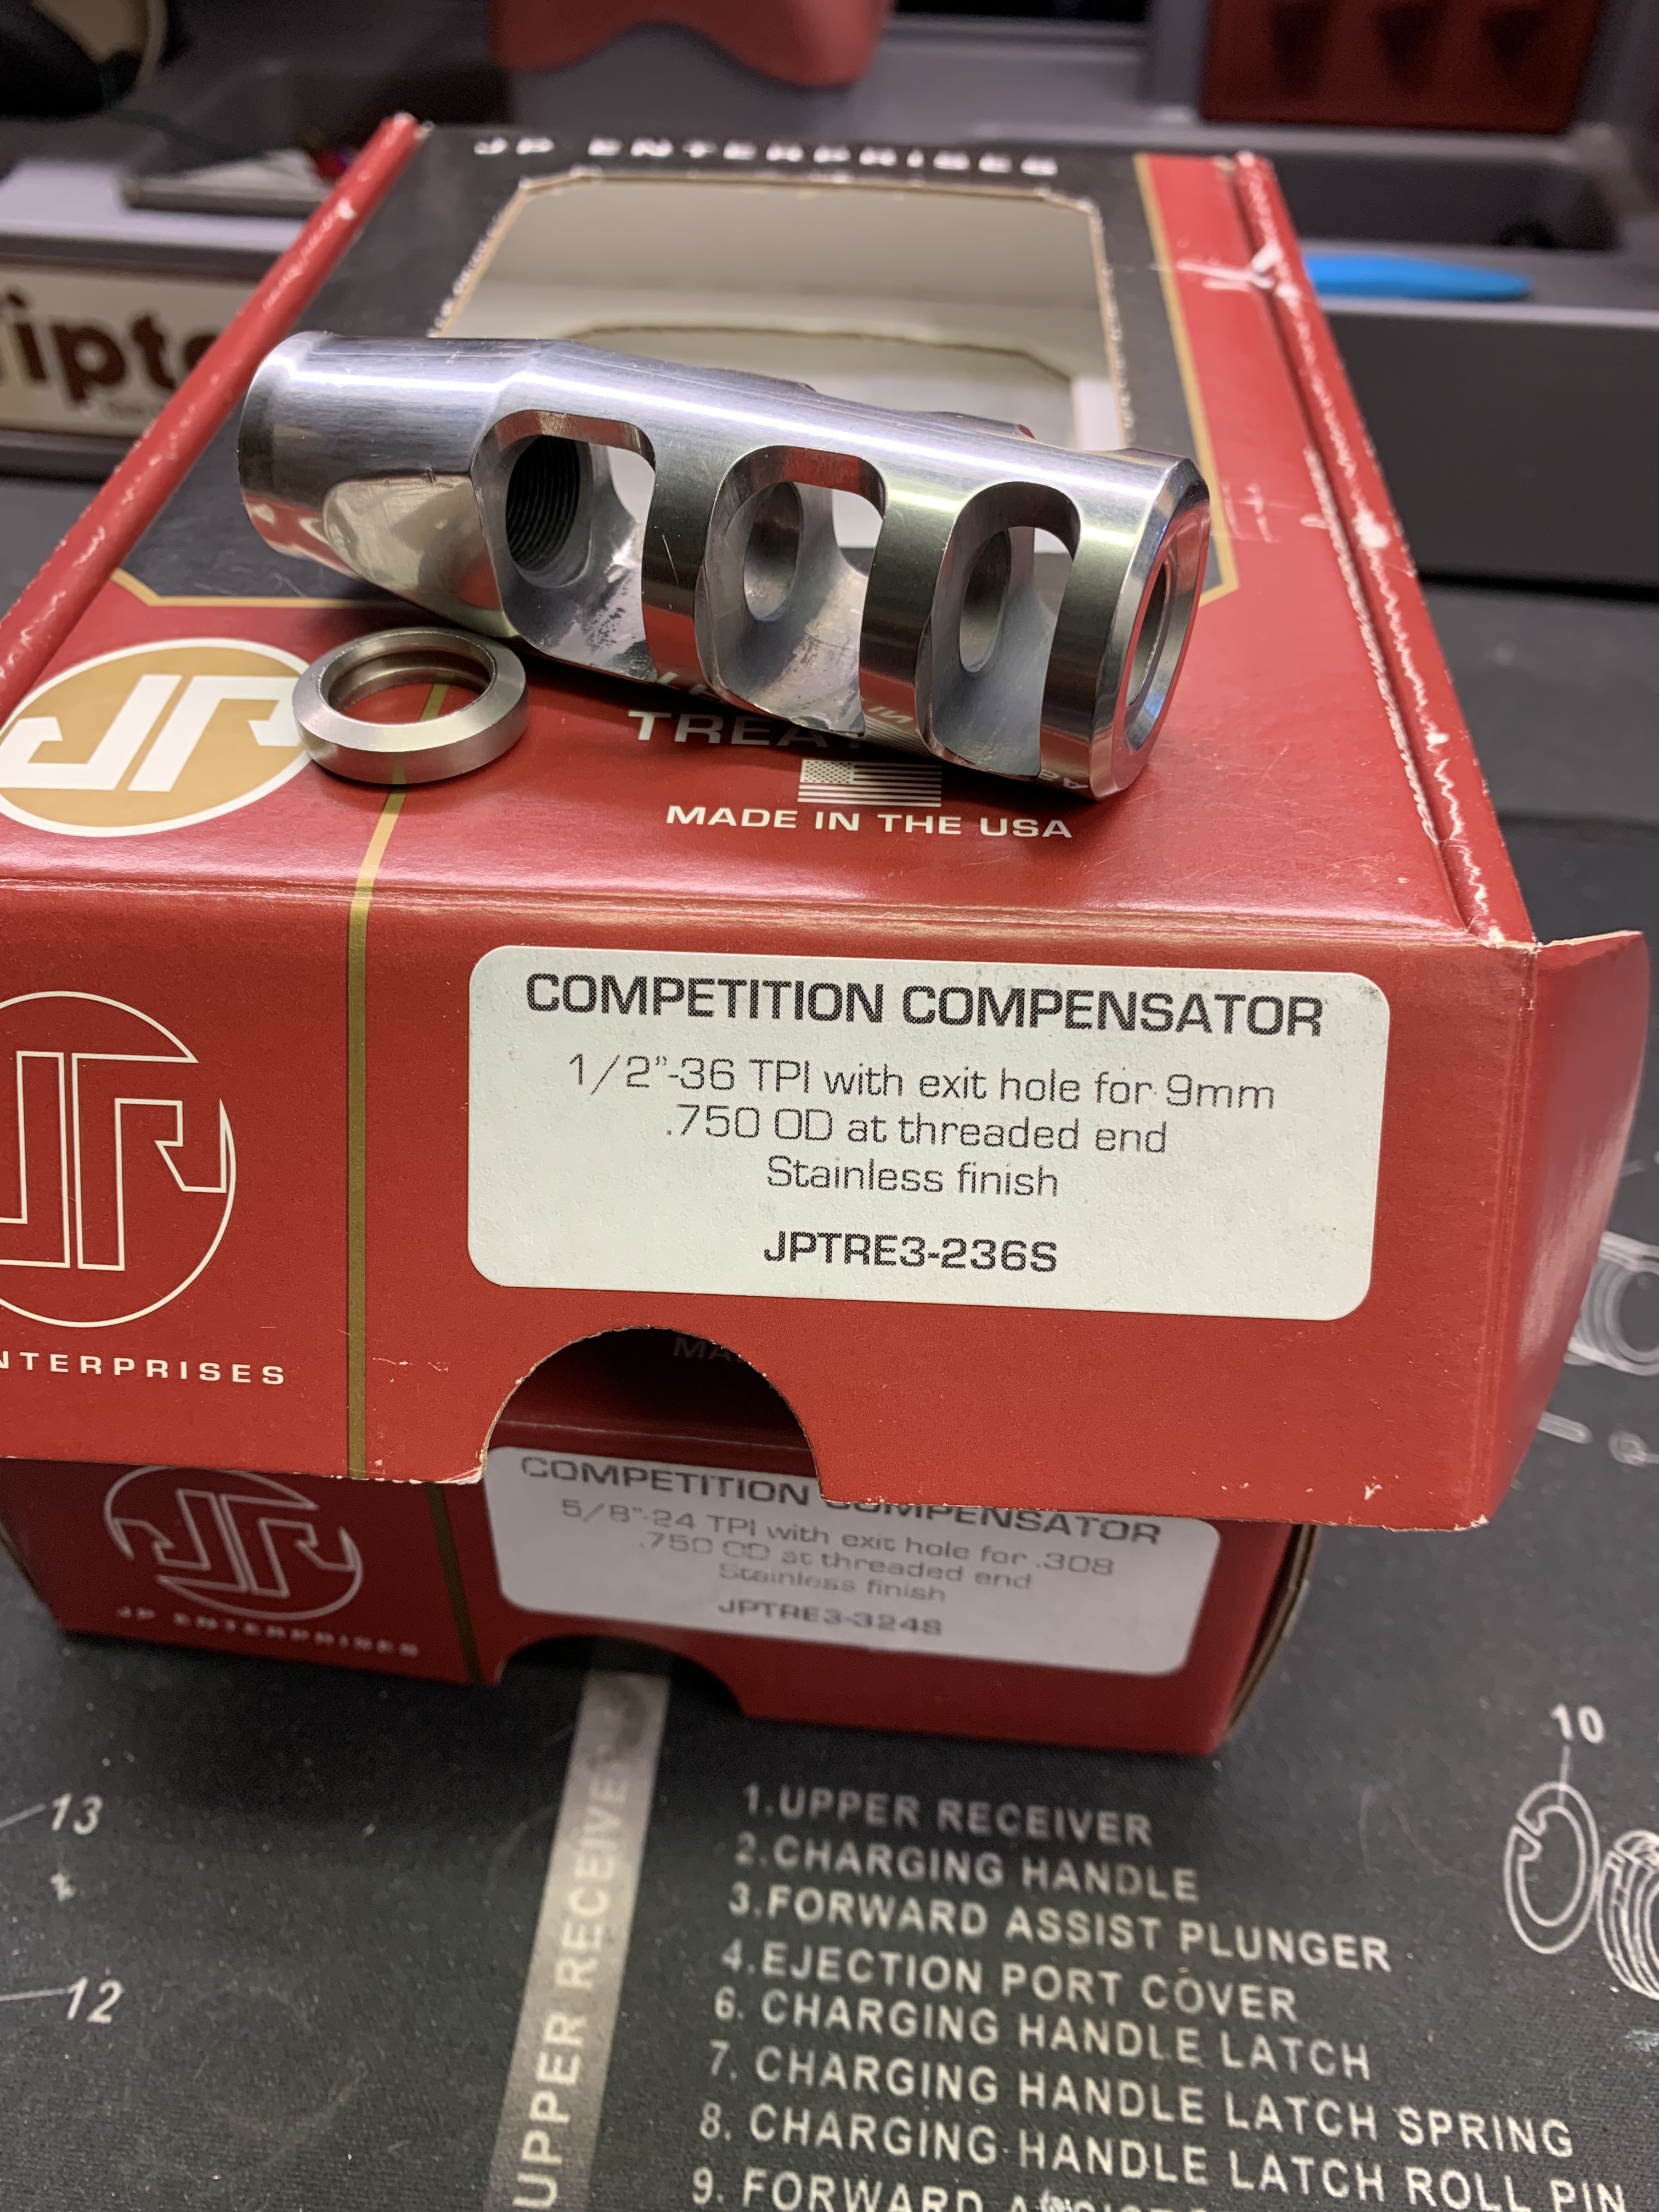 JP ENTERPRISES
MADE IN THE USA
COMPETITION COMPENSATOR
1/2"-36 TPI with exit hole for 9mm
.750 OD at threaded end
Stainless finish
JPTRE3-236S
COMPETITION COMPENSATOR
5/8"-24 TPI with exit hole for .308
.750 OD at threaded end
Stainless finish
JPTRE3-324S
JP ENTERPRISES
10
13
12
UPPER RECEIVER
1.UPPER RECEIVER
2.CHARGING HANDLE
3.FORWARD ASSIST PLUNGER
4.EJECTION PORT COVER
6. CHARGING HANDLE LATCH
7. CHARGING HANDLE LATCH SPRING
8. CHARGING HANDLE LATCH ROLL PIN
9. FORWARD